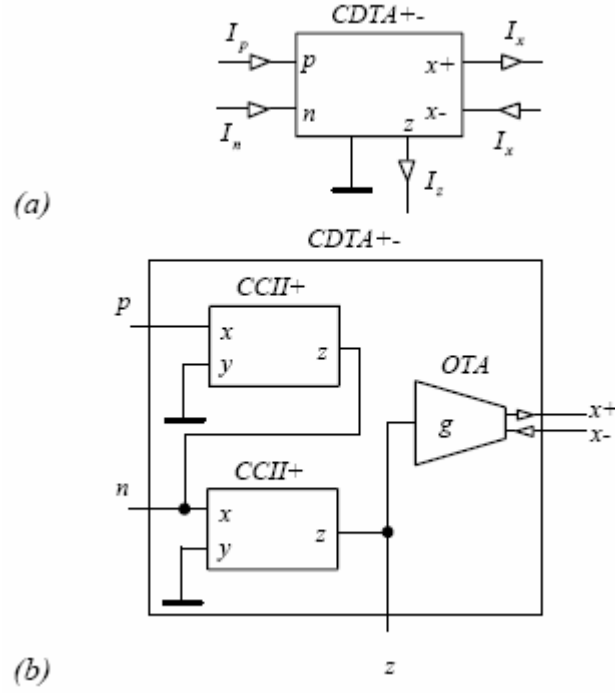 CDTA+-
I_p
I_x
p
x+
n
x-
z
I_n
I_x
I_z
(a)
CDTA+-
CCII+
p
x
y
z
OTA
g
x+
x-
CCII+
n
x
y
z
z
(b)